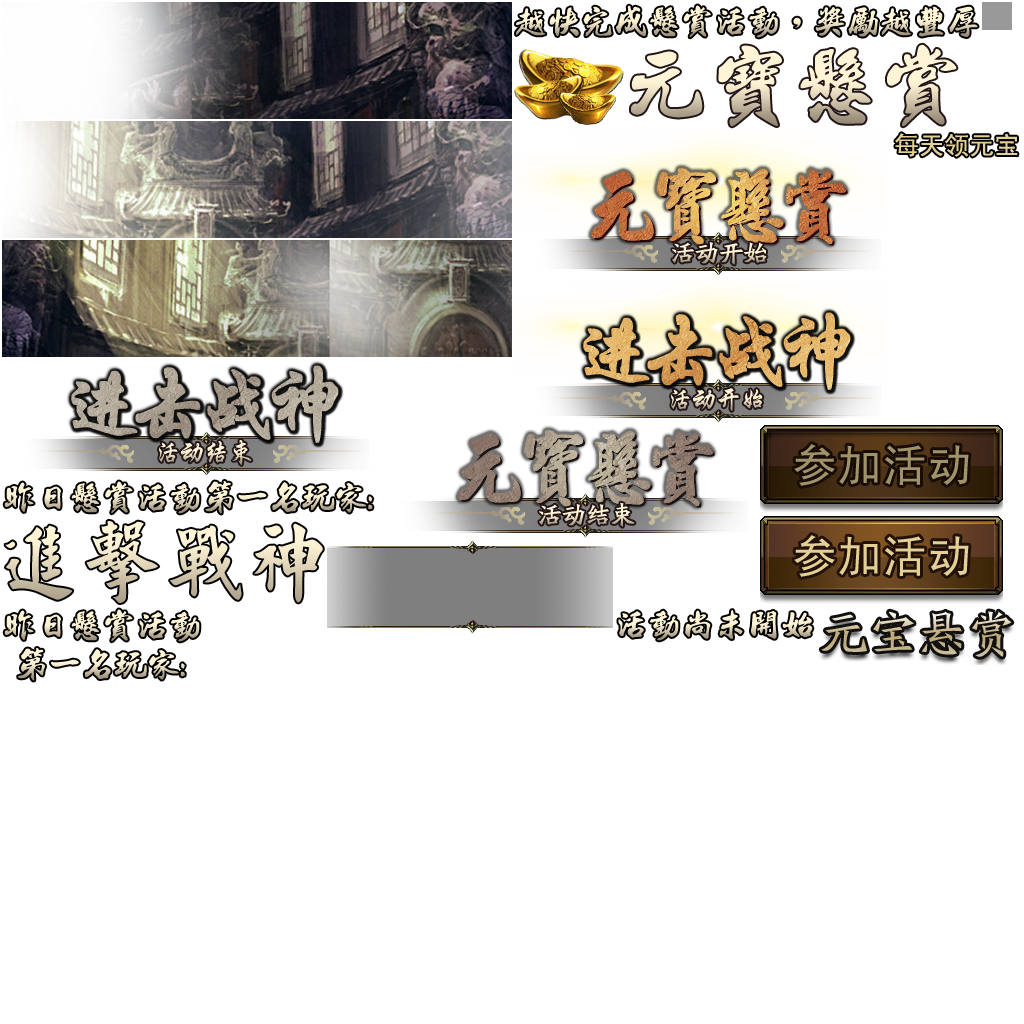 越快完成懸賞活動，獎勵越豐厚
元寶懸賞
每天领元宝
元寶懸賞
活动开始
进击战神
活动开始
进击战神
活动结束
元寶懸賞
活动结束
参加活动
昨日懸賞活動第一名玩家:
進擊戰神
参加活动
昨日懸賞活動
第一名玩家:
活動尚未開始
元宝悬赏